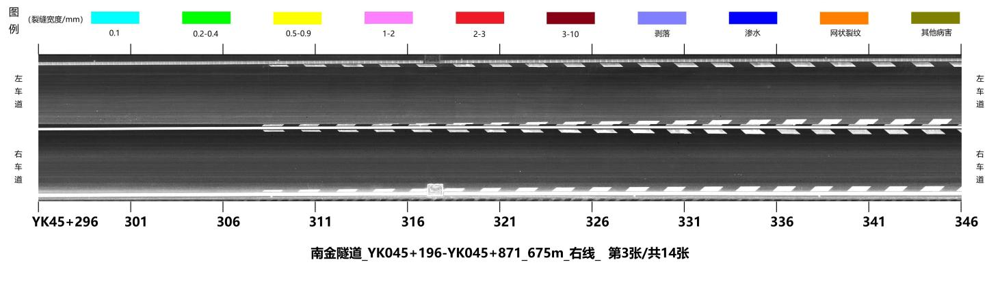 图例
(裂缝宽度/mm)
0.1 0.2-0.4 0.5-0.9 1-2 2-3 3-10 剥落 渗水 网状裂纹 其他病害
左车道 左车道
右车道 右车道
YK45+296 301 306 311 316 321 326 331 336 341 346
南金隧道_YK045+196-YK045+871_675m_右线_ 第3张/共14张